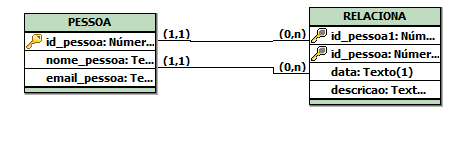 PESSOA
id_pessoa: Númer...
nome_pessoa: Te...
email_pessoa: Te...
(1,1)
(0,n)
(1,1)
(0,n)
RELACIONA
id_pessoa1: Núm...
id_pessoa: Númer...
data: Texto(1)
descricao: Text...